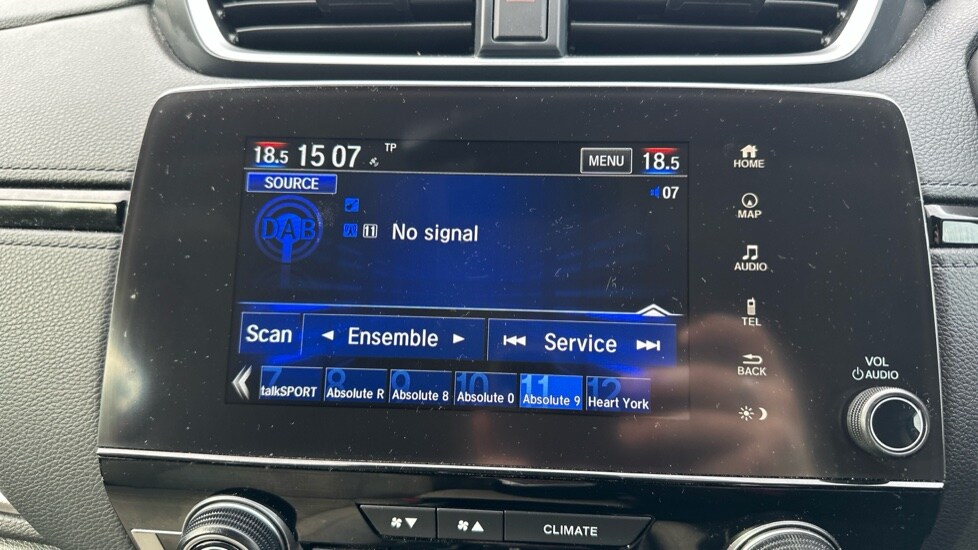 18.5 15 07 TP MENU 18.5
SOURCE
07
DAB
11 No signal
Scan Ensemble Service
7 8 9 10 11 12
talkSPORT Absolute R Absolute 8 Absolute 0 Absolute 9 Heart York
HOME
MAP
AUDIO
TEL
BACK
VOL
AUDIO
CLIMATE